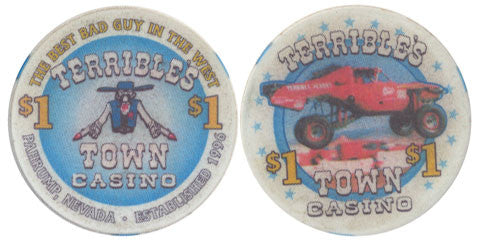 THE BEST BAD GUY IN THE WEST
TERRIBLE'S
$1 $1
TOWN
CASINO
PAHRUMP, NEVADA • ESTABLISHED 1996
TERRIBLE'S
$1 $1
TOWN
CASINO